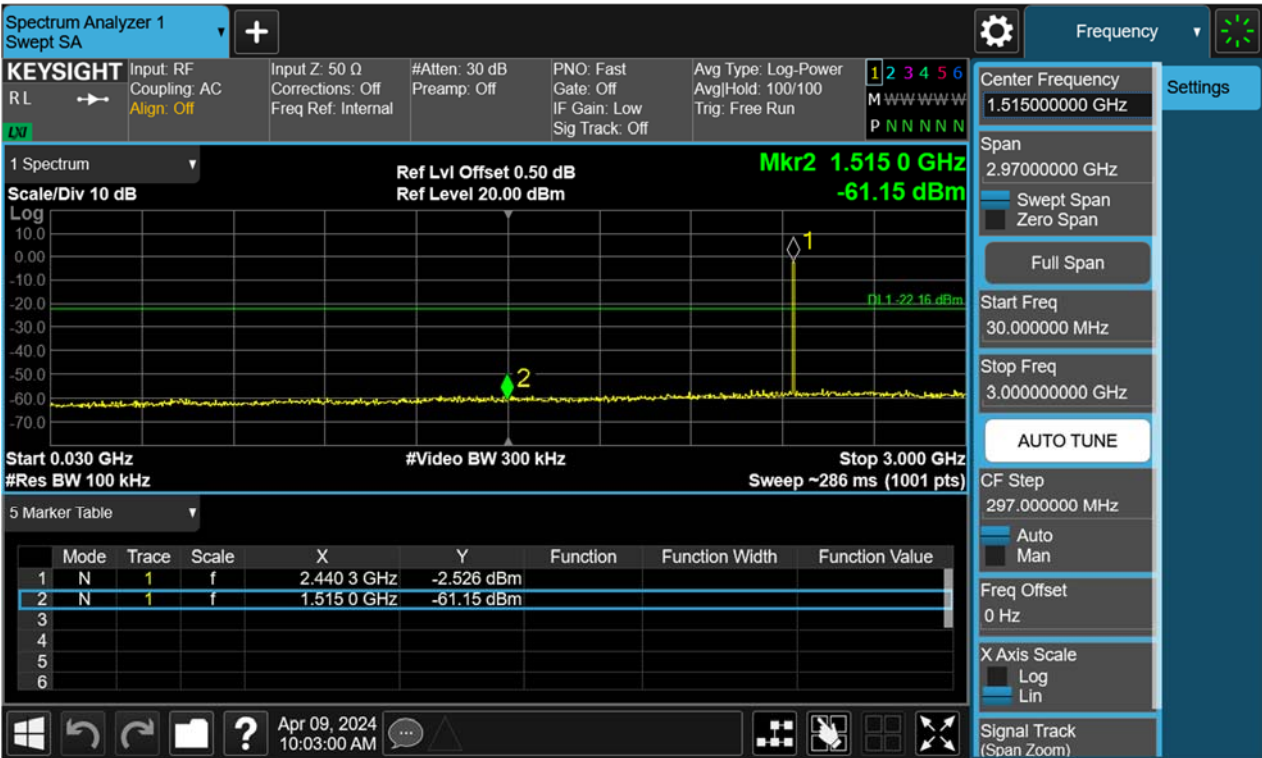 Spectrum Analyzer 1
Swept SA
+
Frequency
KEYSIGHT
R L
LXI
Input: RF
Coupling: AC
Align: Off
Input Z: 50 Ω
Corrections: Off
Freq Ref: Internal
#Atten: 30 dB
Preamp: Off
PNO: Fast
Gate: Off
IF Gain: Low
Sig Track: Off
Avg Type: Log-Power
Avg|Hold: 100/100
Trig: Free Run
1 2 3 4 5 6
M W W W W W
P N N N N N
1 Spectrum
Scale/Div 10 dB
Ref Lvl Offset 0.50 dB
Ref Level 20.00 dBm
Mkr2 1.515 0 GHz
-61.15 dBm
Log
10.0
0.00
-10.0
-20.0
-30.0
-40.0
-50.0
-60.0
-70.0
1
DL1 -22.16 dBm
2
Start 0.030 GHz
#Res BW 100 kHz
#Video BW 300 kHz
Stop 3.000 GHz
Sweep ~286 ms (1001 pts)
5 Marker Table
Mode Trace Scale X Y Function Function Width Function Value
1 N 1 f 2.440 3 GHz -2.526 dBm
2 N 1 f 1.515 0 GHz -61.15 dBm
3
4
5
6
?
Apr 09, 2024
10:03:00 AM
Center Frequency
1.515000000 GHz
Span
2.97000000 GHz
Swept Span
Zero Span
Full Span
Start Freq
30.000000 MHz
Stop Freq
3.000000000 GHz
AUTO TUNE
CF Step
297.000000 MHz
Auto
Man
Freq Offset
0 Hz
X Axis Scale
Log
Lin
Signal Track
(Span Zoom)
Settings